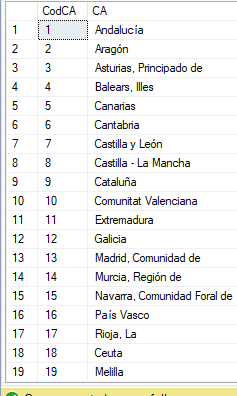 CodCA CA
1 1 Andalucía
2 2 Aragón
3 3 Asturias, Principado de
4 4 Balears, Illes
5 5 Canarias
6 6 Cantabria
7 7 Castilla y León
8 8 Castilla - La Mancha
9 9 Cataluña
10 10 Comunitat Valenciana
11 11 Extremadura
12 12 Galicia
13 13 Madrid, Comunidad de
14 14 Murcia, Región de
15 15 Navarra, Comunidad Foral de
16 16 País Vasco
17 17 Rioja, La
18 18 Ceuta
19 19 Melilla